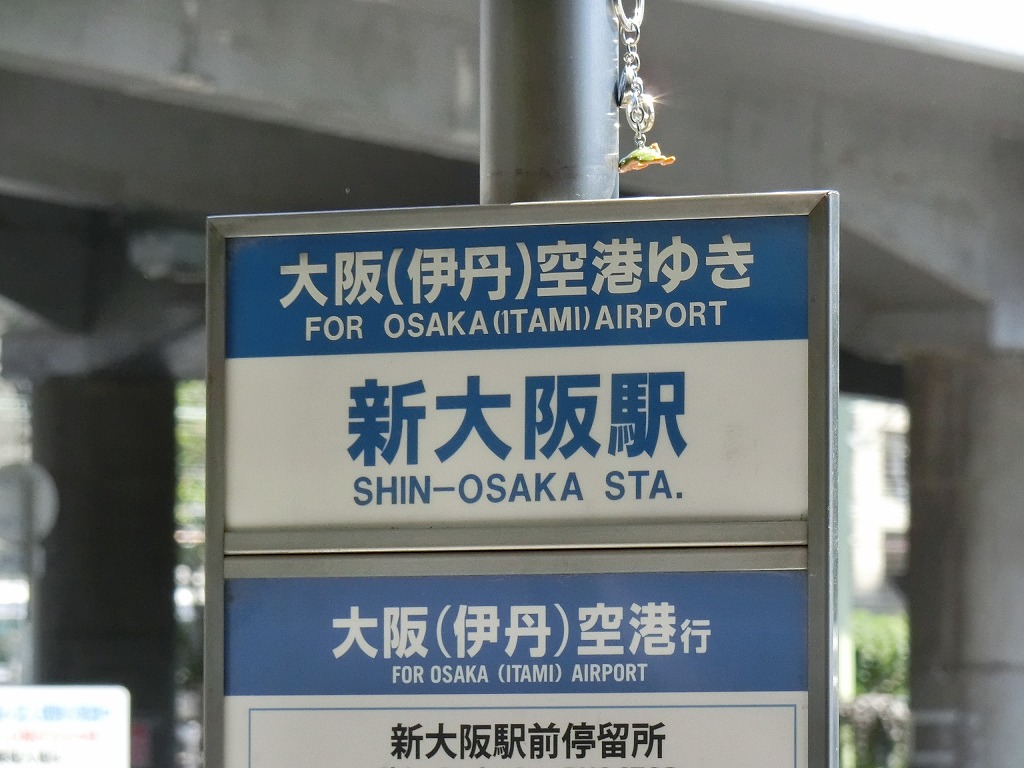 大阪(伊丹)空港ゆき
FOR OSAKA(ITAMI)AIRPORT
新大阪駅
SHIN-OSAKA STA.
大阪(伊丹)空港行
FOR OSAKA (ITAMI) AIRPORT
新大阪駅前停留所